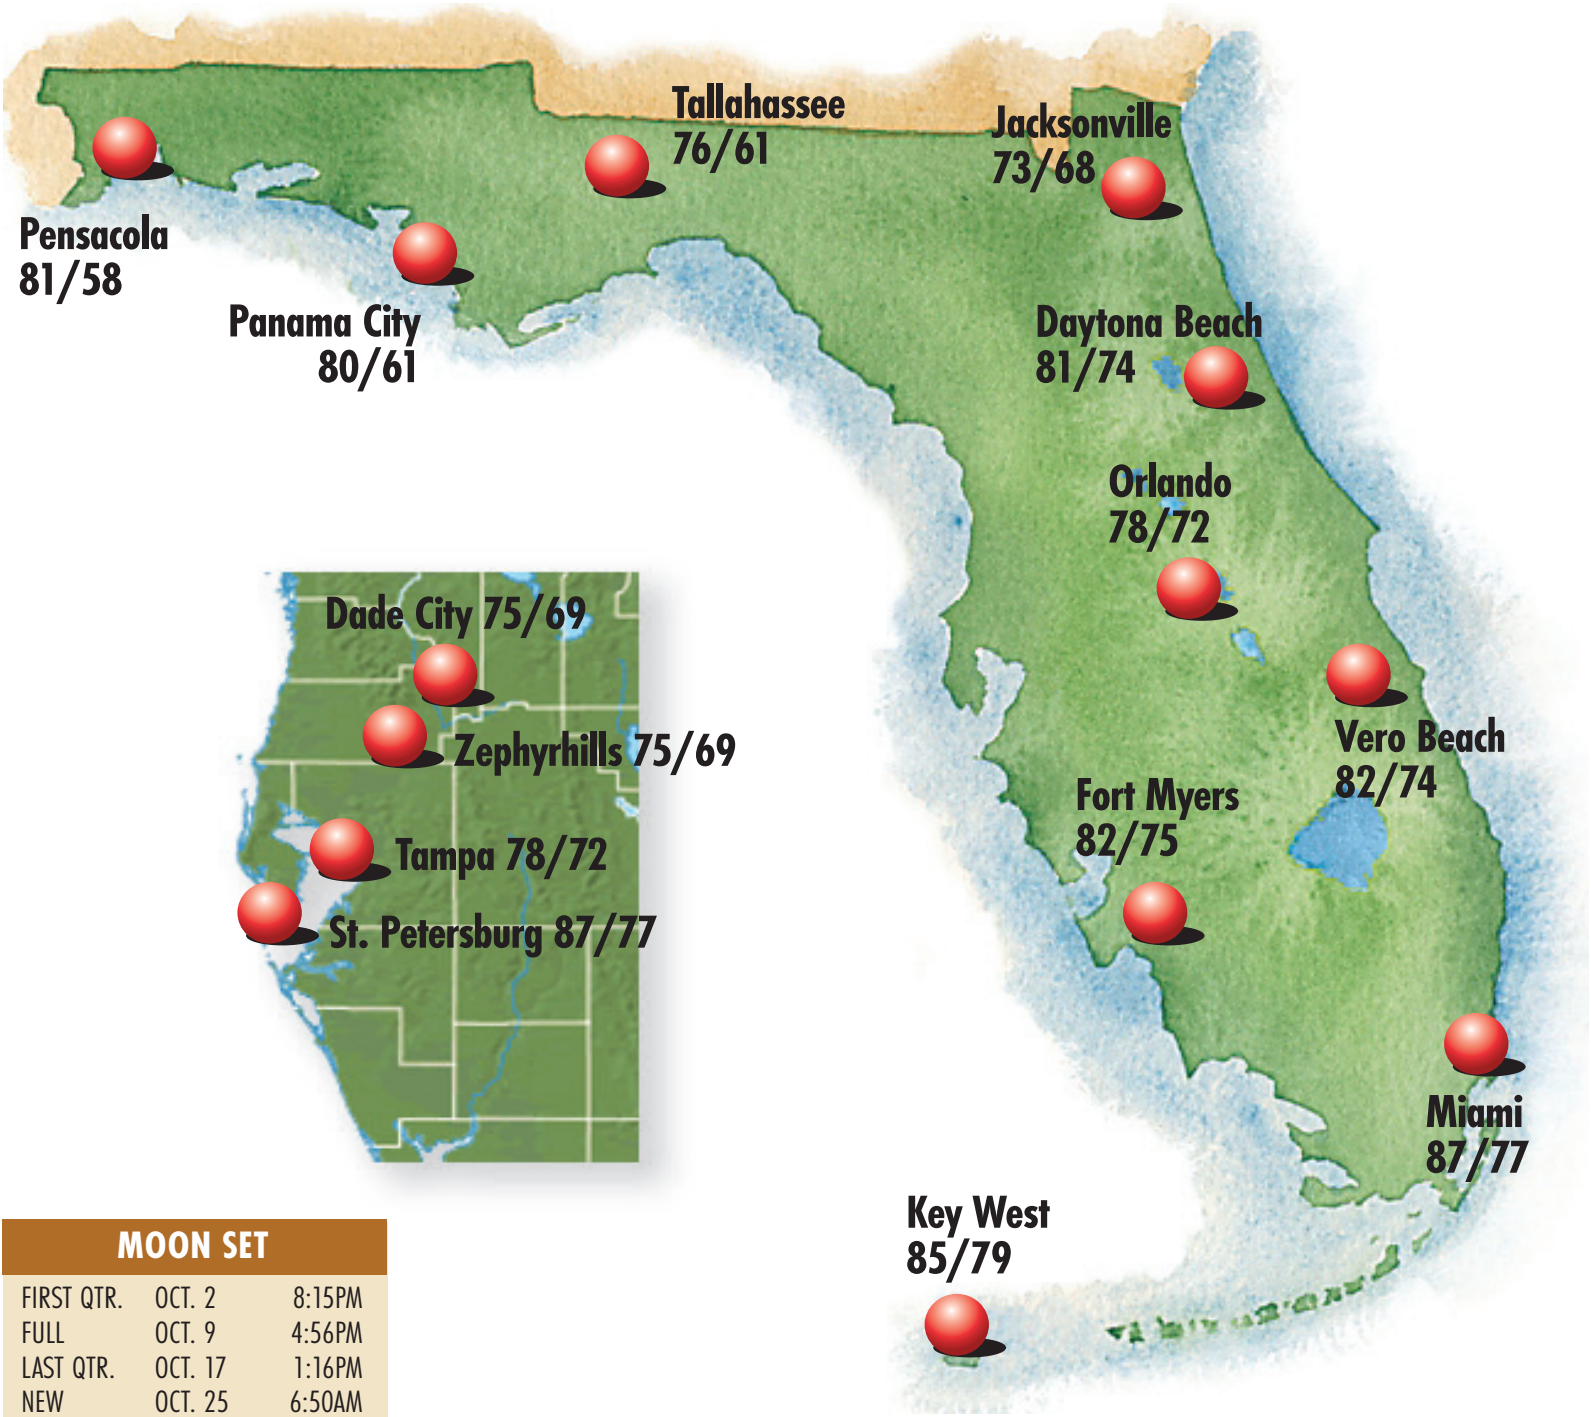 Tallahassee
76/61
Jacksonville
73/68
Pensacola
81/58
Panama City
80/61
Daytona Beach
81/74
Orlando
78/72
Dade City 75/69
Zephyrhills 75/69
Tampa 78/72
St. Petersburg 87/77
Vero Beach
82/74
Fort Myers
82/75
Miami
87/77
Key West
85/79
MOON SET
FIRST QTR. OCT. 2 8:15PM
FULL OCT. 9 4:56PM
LAST QTR. OCT. 17 1:16PM
NEW OCT. 25 6:50AM